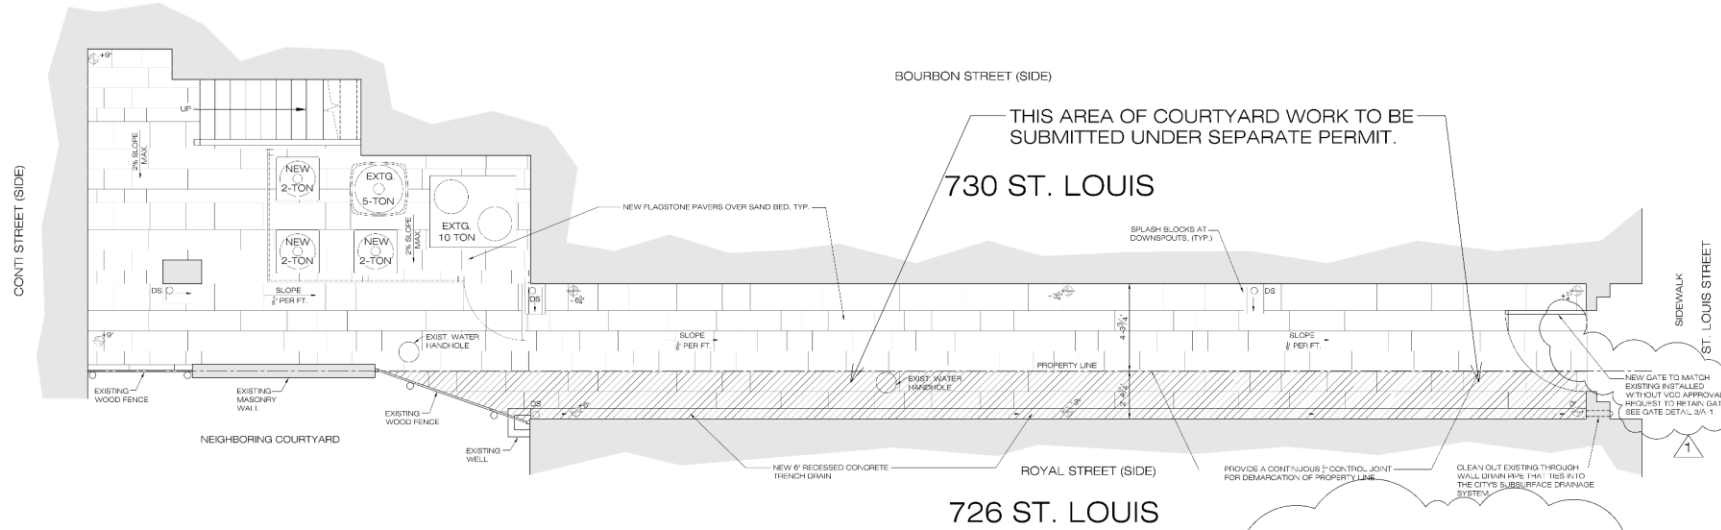 BOURBON STREET (SIDE)
THIS AREA OF COURTYARD WORK TO BE
SUBMITTED UNDER SEPARATE PERMIT.
730 ST. LOUIS
CONTI STREET (SIDE)
+9'
UP
2% SLOPE
MAX.
NEW
2-TON
EXTG.
5-TON
EXTG.
10 TON
NEW
2-TON
NEW
2-TON
2% SLOPE
MAX.
NEW FLAGSTONE PAVERS OVER SAND BED, TYP.
SPLASH BLOCKS AT
DOWNSPOUTS, (TYP.)
DS
SLOPE
PER FT.
DS
DS
+9'
EXIST. WATER
HANDHOLE
SLOPE
PER FT.
SLOPE
PER FT.
PROPERTY LINE
EXIST. WATER
HANDHOLE
SIDEWALK
ST. LOUIS STREET
EXISTING
WOOD FENCE
EXISTING
MASONRY
WALL
EXISTING
WOOD FENCE
DS
NEW GATE TO MATCH
EXISTING INSTALLED
WITHOUT VCC APPROVAL
REQUEST TO RETAIN
SEE GATE DETAIL 3/A-1
1
NEIGHBORING COURTYARD
EXISTING
WELL
NEW 6" RECESSED CONCRETE
TRENCH DRAIN
ROYAL STREET (SIDE)
PROVIDE A CONTINUOUS CONTROL JOINT
FOR DEMARCATION OF PROPERTY LINE
CLEAN OUT EXISTING THROUGH
WALL DRAIN PIPE THAT TIES INTO
THE CITY'S SUBSURFACE DRAINAGE
SYSTEM.
726 ST. LOUIS